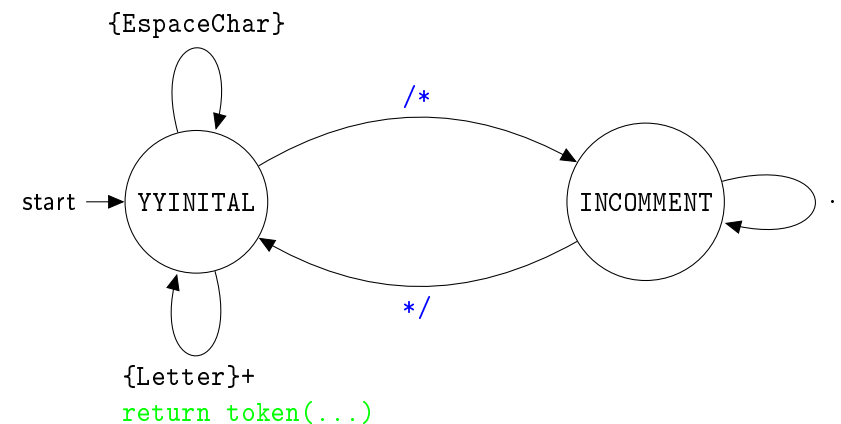 {EspaceChar}
/*
start
YYINITAL
INCOMMENT
.
*/
{Letter}+
return token(...)